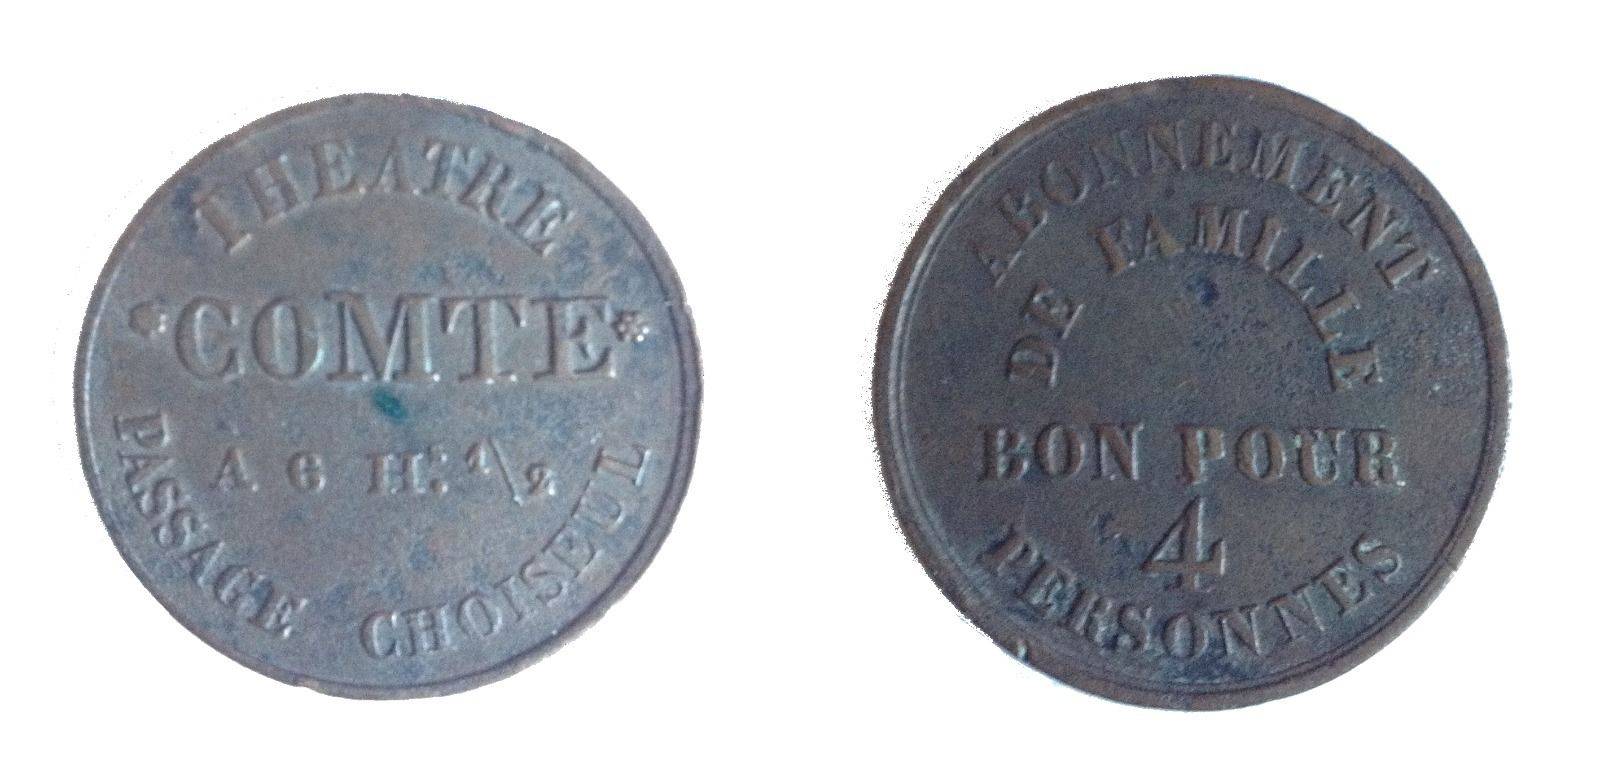 THEATRE
*COMTE*
A 6 H: 1/2
PASSAGE CHOISEUL
ABONNEMENT
DE FAMILLE
BON POUR
4
PERSONNES